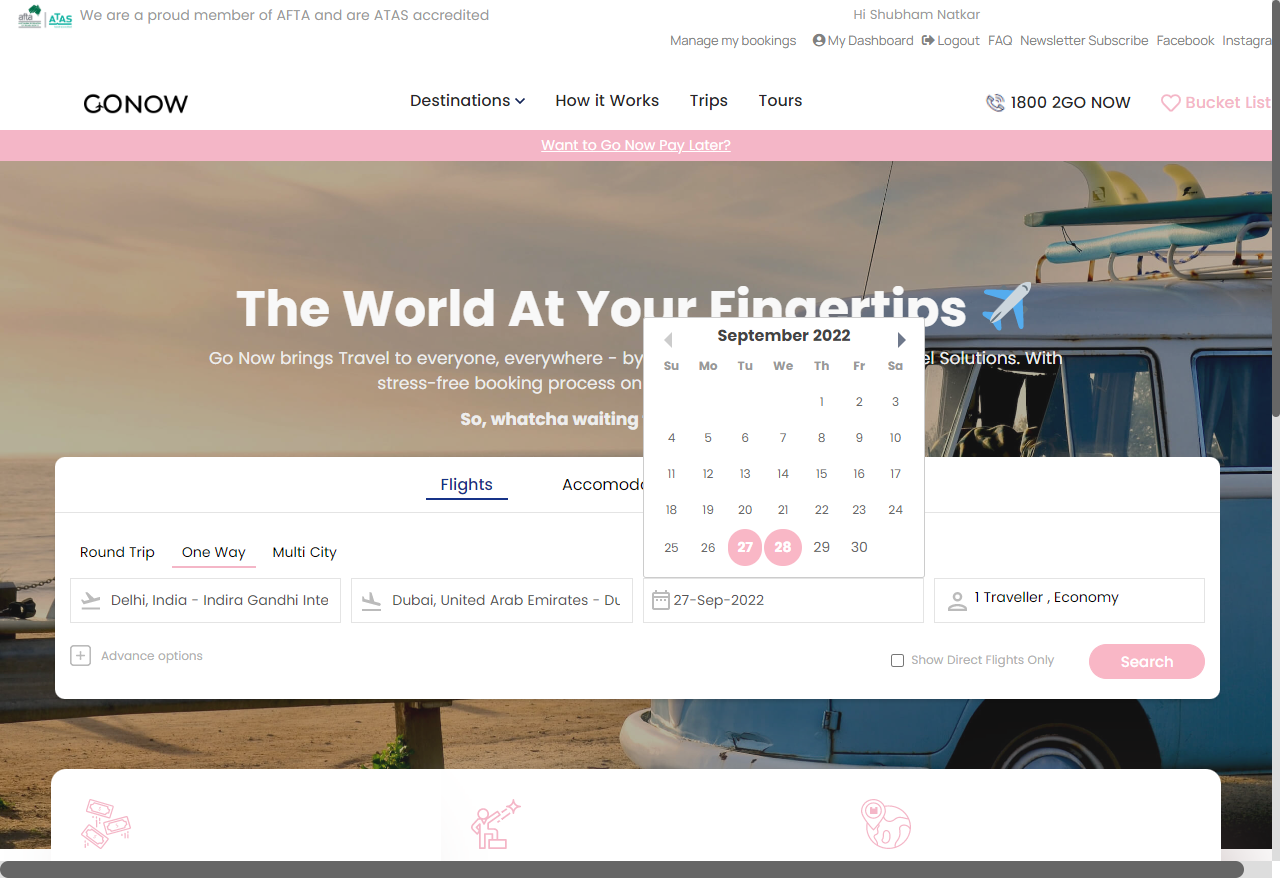 afta ATAS We are a proud member of AFTA and are ATAS accredited
Hi Shubham Natkar
Manage my bookings My Dashboard Logout FAQ Newsletter Subscribe Facebook Instagra
GONOW
Destinations How it Works Trips Tours
1800 2GO NOW
Bucket List
Want to Go Now Pay Later?
The World At Your Fingertips
Go Now brings Travel to everyone, everywhere - by
el Solutions. With
stress-free booking process on
So, whatcha waiting
Flights Accomod
September 2022
Su Mo Tu We Th Fr Sa
1 2 3
4 5 6 7 8 9 10
11 12 13 14 15 16 17
18 19 20 21 22 23 24
25 26 27 28 29 30
Round Trip One Way Multi City
Delhi, India - Indira Gandhi Inte
Dubai, United Arab Emirates - Du
27-Sep-2022
1 Traveller , Economy
Advance options
Show Direct Flights Only
Search